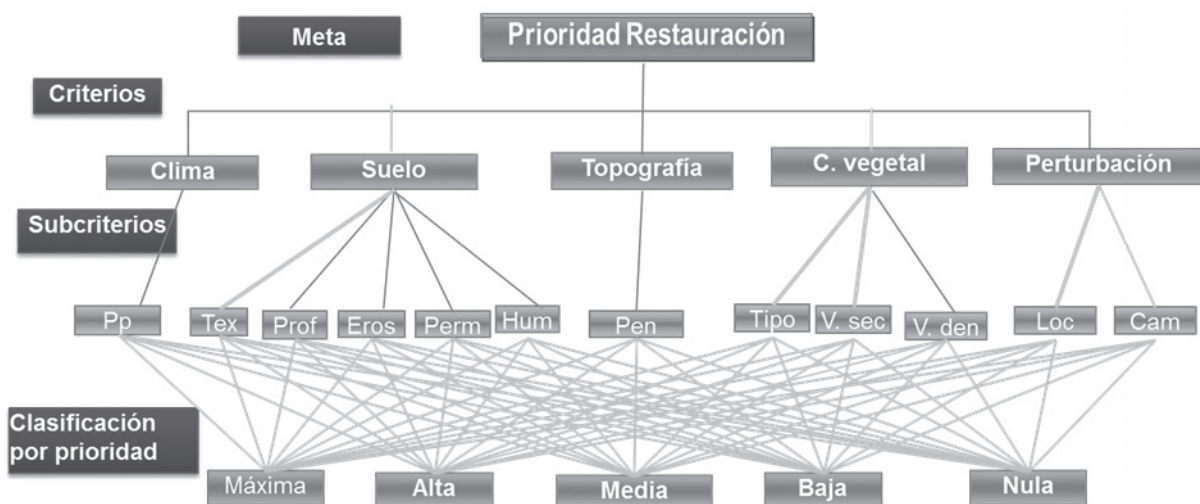 Meta
Prioridad Restauración
Criterios
Clima
Suelo
Topografía
C. vegetal
Perturbación
Subcriterios
Pp
Tex
Prof
Eros
Perm
Hum
Pen
Tipo
V. sec
V. den
Loc
Cam
Clasificación
por prioridad
Máxima
Alta
Media
Baja
Nula